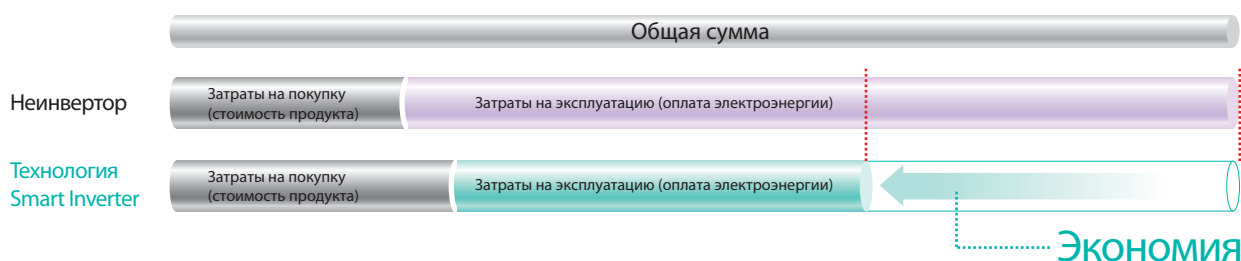 Общая сумма
Неинвертор
Затраты на покупку
(стоимость продукта)
Затраты на эксплуатацию (оплата электроэнергии)
Технология
Smart Inverter
Затраты на покупку
(стоимость продукта)
Затраты на эксплуатацию (оплата электроэнергии)
Экономия